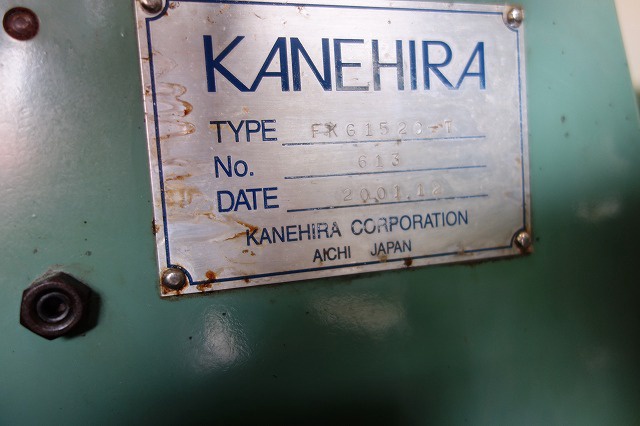 KANEHIRA
TYPE FKG1520-T
No. 613
DATE 2001.12
KANEHIRA CORPORATION
AICHI JAPAN